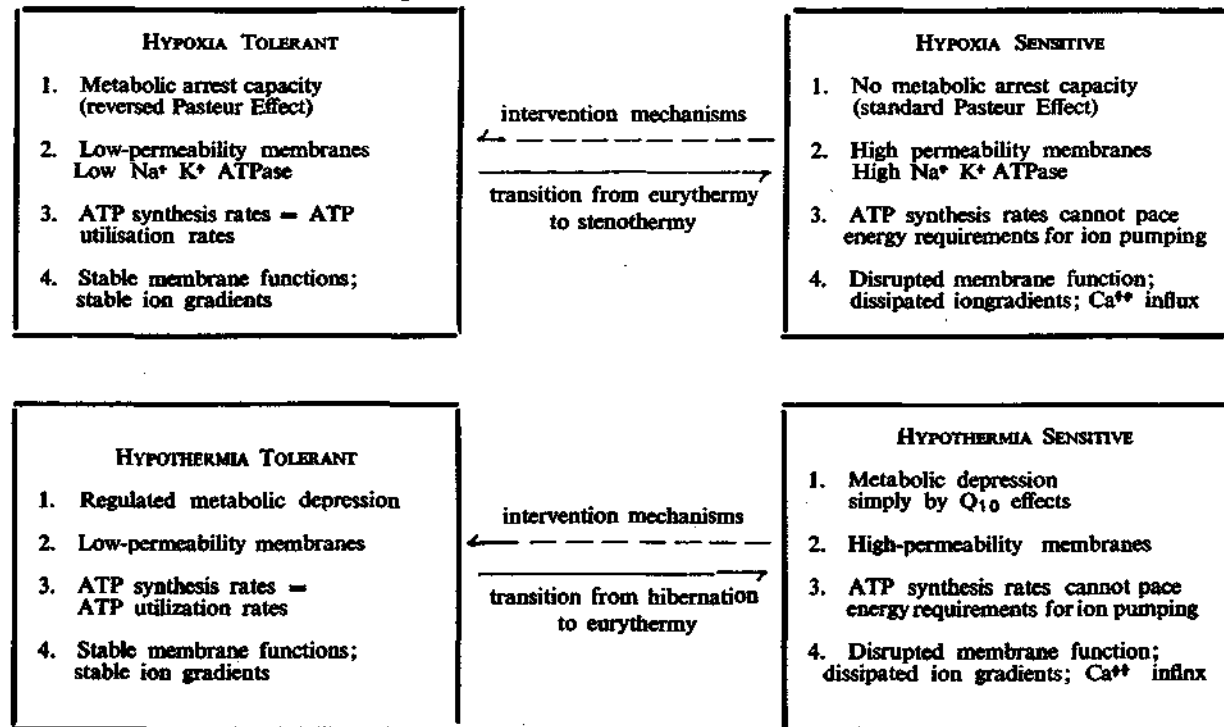 HYPOXIA TOLERANT
1. Metabolic arrest capacity
(reversed Pasteur Effect)
2. Low-permeability membranes
Low Na⁺ K⁺ ATPase
3. ATP synthesis rates = ATP
utilisation rates
4. Stable membrane functions;
stable ion gradients
intervention mechanisms
transition from eurythermy
to stenothermy
HYPOXIA SENSITIVE
1. No metabolic arrest capacity
(standard Pasteur Effect)
2. High permeability membranes
High Na⁺ K⁺ ATPase
3. ATP synthesis rates cannot pace
energy requirements for ion pumping
4. Disrupted membrane function;
dissipated iongradients; Ca⁺⁺ influx
HYPOTHERMIA TOLERANT
1. Regulated metabolic depression
2. Low-permeability membranes
3. ATP synthesis rates =
ATP utilization rates
4. Stable membrane functions;
stable ion gradients
intervention mechanisms
transition from hibernation
to eurythermy
HYPOTHERMIA SENSITIVE
1. Metabolic depression
simply by Q₁₀ effects
2. High-permeability membranes
3. ATP synthesis rates cannot pace
energy requirements for ion pumping
4. Disrupted membrane function;
dissipated ion gradients; Ca⁺⁺ influx